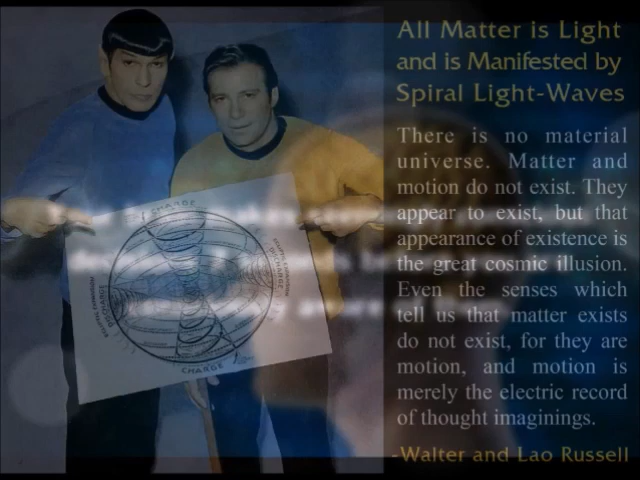 All Matter is Light
and is Manifested by
Spiral Light-Waves
There is no material
universe. Matter and
motion do not exist. They
appear to exist, but that
appearance of existence is
the great cosmic illusion.
Even the senses which
tell us that matter exists
do not exist, for they are
motion, and motion is
merely the electric record
of thought imaginings.
-Walter and Lao Russell
CHARGE
DISCHARGE
DISCHARGE
CHARGE